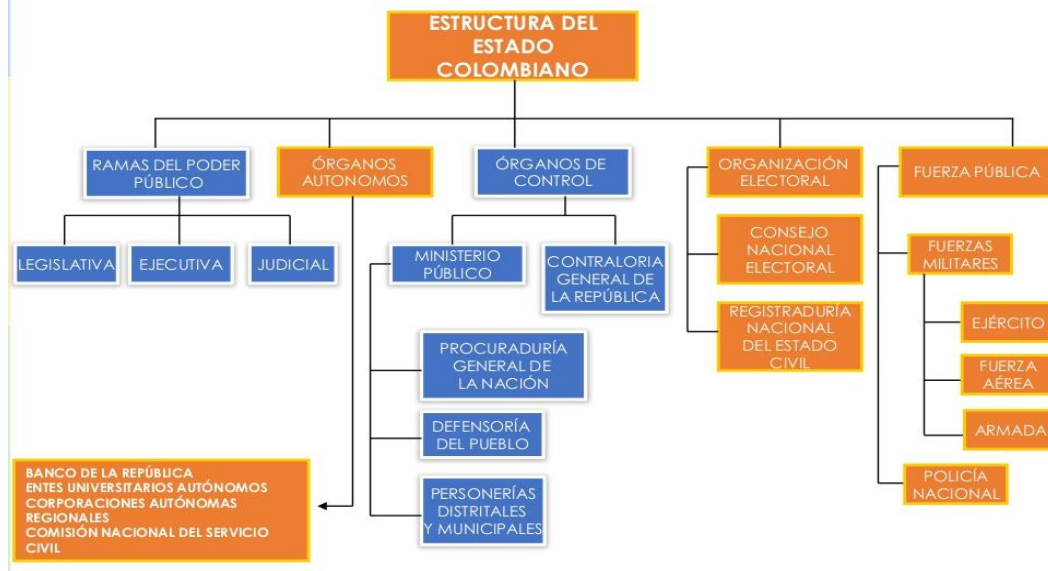 ESTRUCTURA DEL
ESTADO
COLOMBIANO
RAMAS DEL PODER
PÚBLICO
ÓRGANOS
AUTONOMOS
ÓRGANOS DE
CONTROL
ORGANIZACIÓN
ELECTORAL
FUERZA PÚBLICA
LEGISLATIVA
EJECUTIVA
JUDICIAL
MINISTERIO
PÚBLICO
CONTRALORIA
GENERAL DE
LA REPÚBLICA
CONSEJO
NACIONAL
ELECTORAL
FUERZAS
MILITARES
REGISTRADURÍA
NACIONAL
DEL ESTADO
CIVIL
EJÉRCITO
FUERZA
AÉREA
ARMADA
POLICÍA
NACIONAL
PROCURADURÍA
GENERAL DE
LA NACIÓN
DEFENSORÍA
DEL PUEBLO
PERSONERÍAS
DISTRITALES
Y MUNICIPALES
BANCO DE LA REPÚBLICA
ENTES UNIVERSITARIOS AUTÓNOMOS
CORPORACIONES AUTÓNOMAS
REGIONALES
COMISIÓN NACIONAL DEL SERVICIO
CIVIL